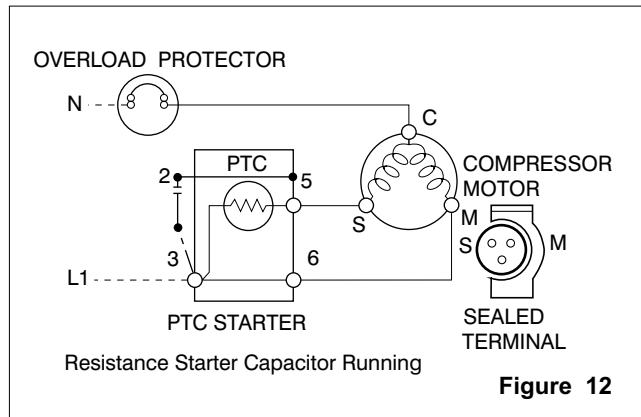 OVERLOAD PROTECTOR
N
C
PTC
COMPRESSOR
MOTOR
2
5
S
M
S
M
3
6
L1
PTC STARTER
SEALED
TERMINAL
Resistance Starter Capacitor Running
Figure 12